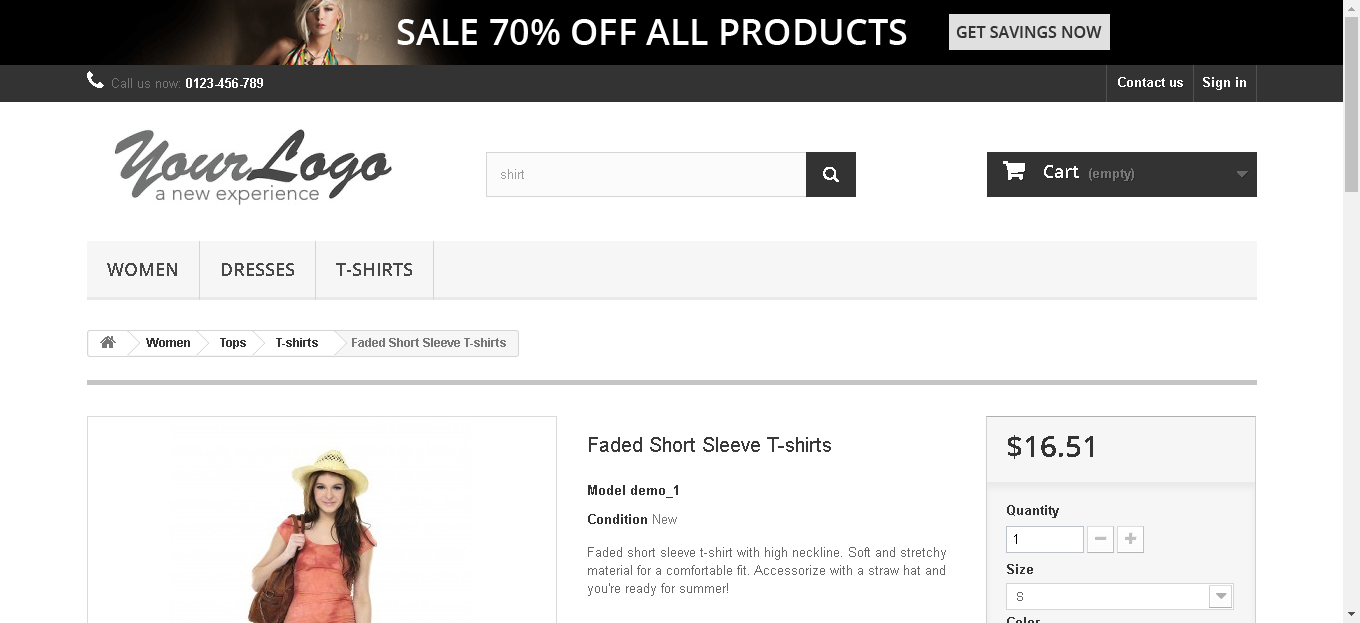 SALE 70% OFF ALL PRODUCTS GET SAVINGS NOW
Call us now: 0123-456-789 Contact us Sign in
YourLogo
a new experience
shirt
Cart (empty)
WOMEN DRESSES T-SHIRTS
Women Tops T-shirts Faded Short Sleeve T-shirts
Faded Short Sleeve T-shirts
Model demo_1
Condition New
Faded short sleeve t-shirt with high neckline. Soft and stretchy
material for a comfortable fit. Accessorize with a straw hat and
you're ready for summer!
$16.51
Quantity
1
Size
S
Color